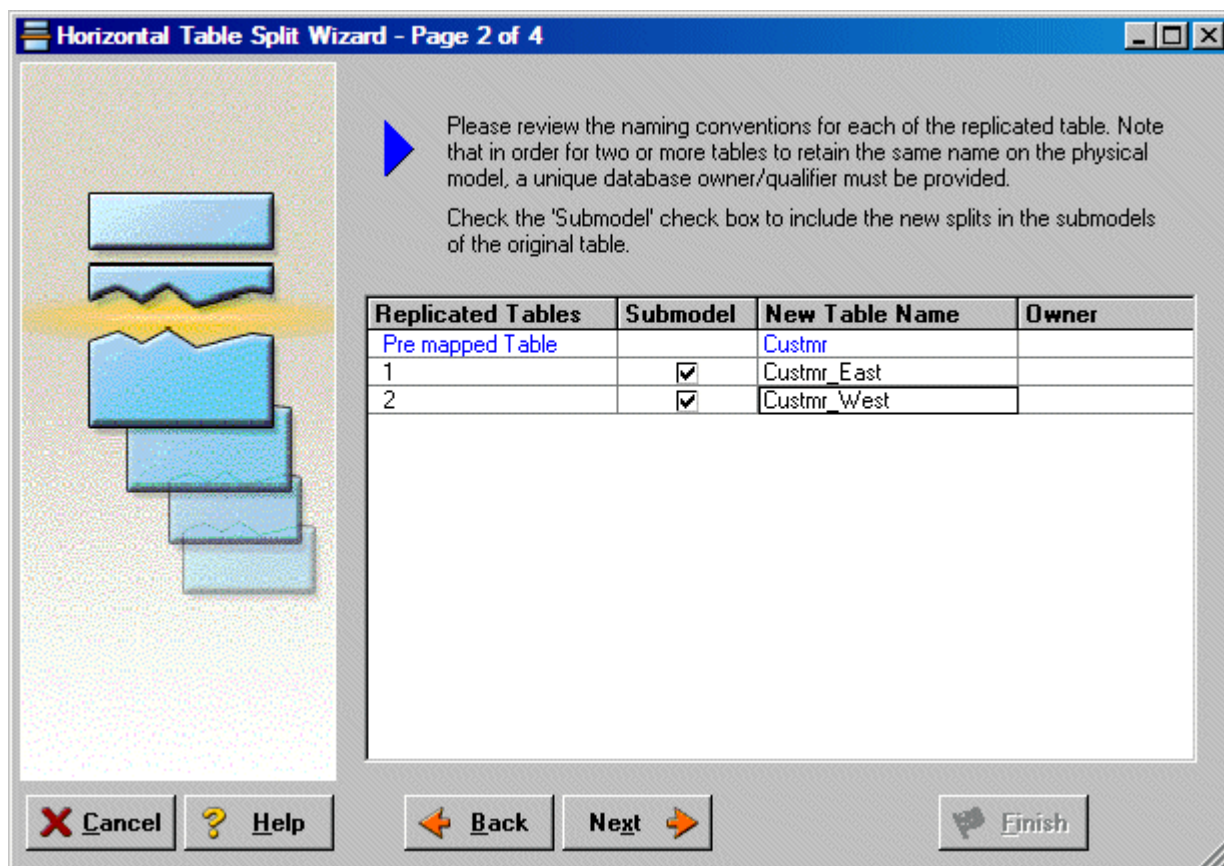 Horizontal Table Split Wizard - Page 2 of 4
Please review the naming conventions for each of the replicated table. Note
that in order for two or more tables to retain the same name on the physical
model, a unique database owner/qualifier must be provided.
Check the 'Submodel' check box to include the new splits in the submodels
of the original table.
Replicated Tables Submodel New Table Name Owner
Pre mapped Table Custmr
1 Custmr_East
2 Custmr_West
Cancel Help Back Next Finish